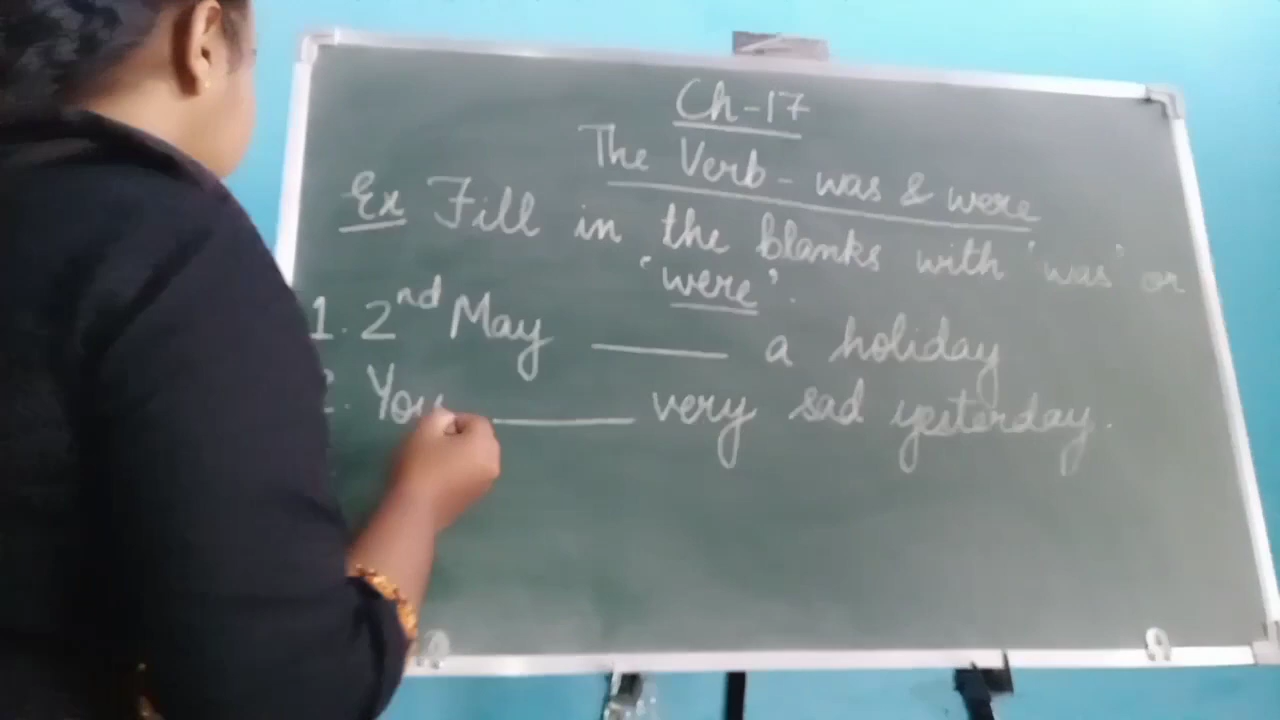 Ch-17
The Verb - was & were
Ex Fill in the blanks with 'was' or
'were'.
1. 2nd May ______ a holiday
2. You ______ very sad yesterday.